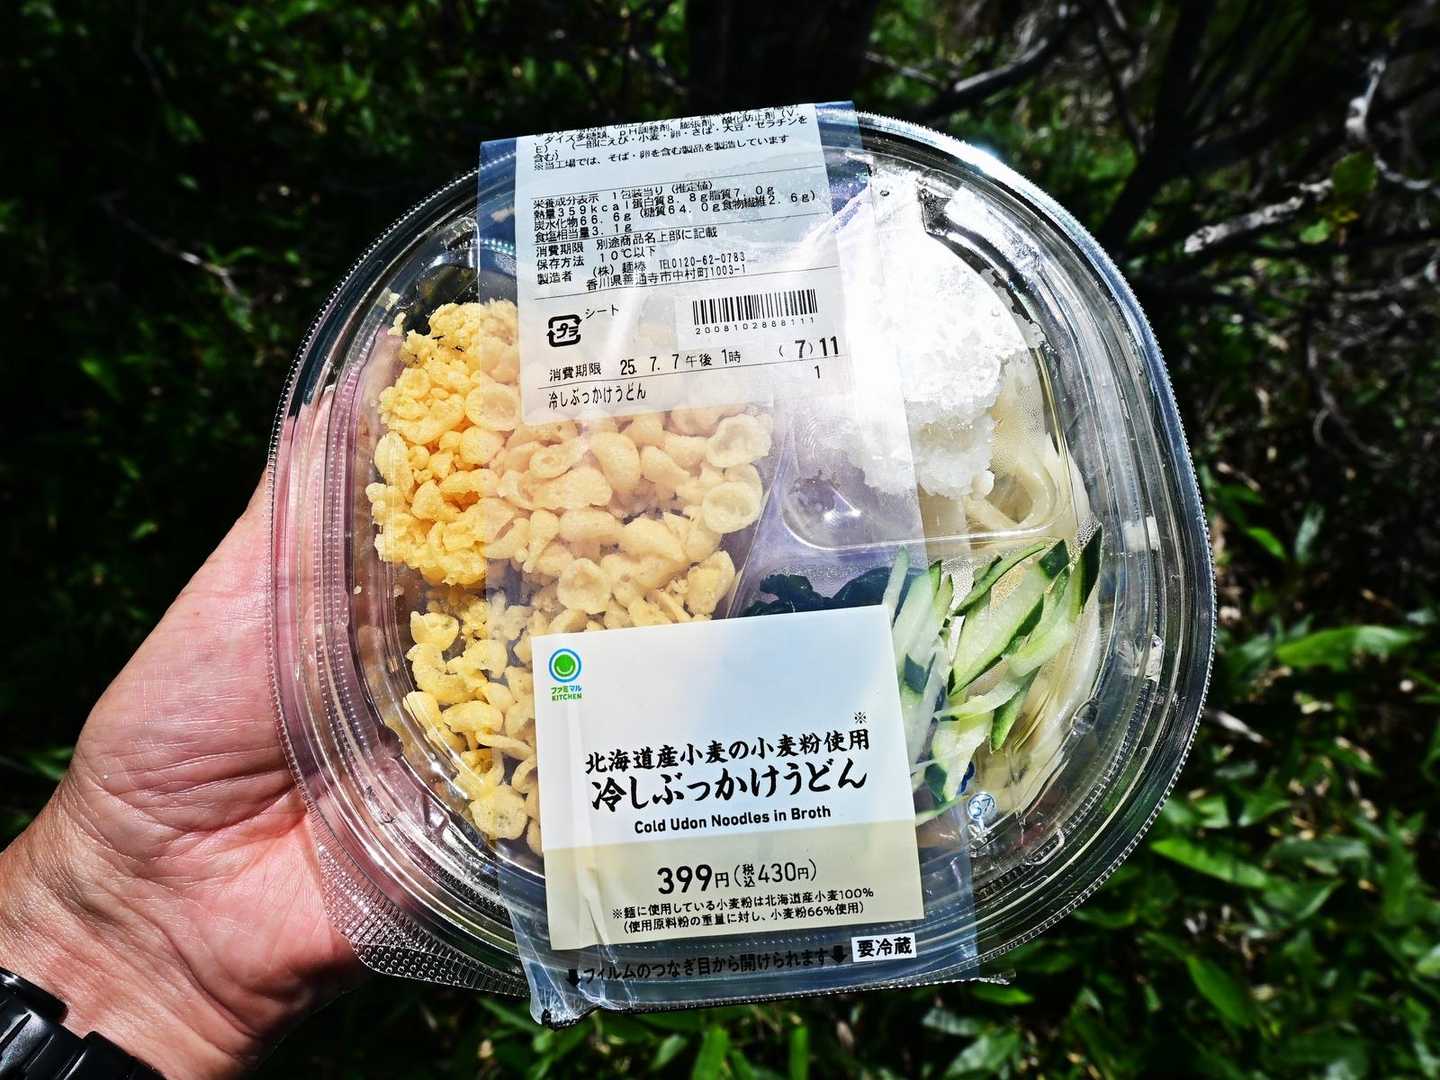 ダイズ多糖類、pH調整剤、膨張剤、酸化防止剤（V.
E）、（一部にえび・小麦・卵・さば・大豆・ゼラチンを
含む）
※当工場では、そば・卵を含む製品を製造しています
栄養成分表示　１包装当り（推定値）
熱量３５９ｋｃａｌ蛋白質８．８ｇ脂質７．０ｇ
炭水化物６６．６ｇ（糖質６４．０ｇ食物繊維２．６ｇ）
食塩相当量３．１ｇ
消費期限　別途商品名上部に記載
保存方法　１０℃以下
製造者　（株）麺棒　TEL0120-62-0783
香川県善通寺市中村町1003-1
プラ シート
2008102888111
消費期限 25. 7. 7 午後 1時 （7）11
1
冷しぶっかけうどん
ファミマル
KITCHEN
※
北海道産小麦の小麦粉使用
冷しぶっかけうどん
Cold Udon Noodles in Broth
399円（税込430円）
※麺に使用している小麦粉は北海道産小麦100%
（使用原料粉の重量に対し、小麦粉66%使用）
⬇フィルムのつなぎ目から開けられます⬇ 要冷蔵
37